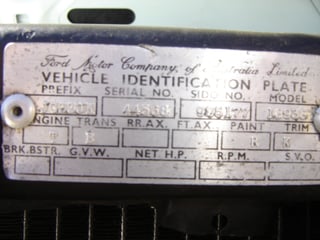 Ford Motor Company of Australia Limited
VEHICLE IDENTIFICATION PLATE
PREFIX SERIAL NO. SIDO NO. MODEL
ENGINE TRANS RR.AX. FT.AX PAINT TRIM
K
BRK.BSTR. G.V.W. NET H.P. R.P.M. S.V.O.